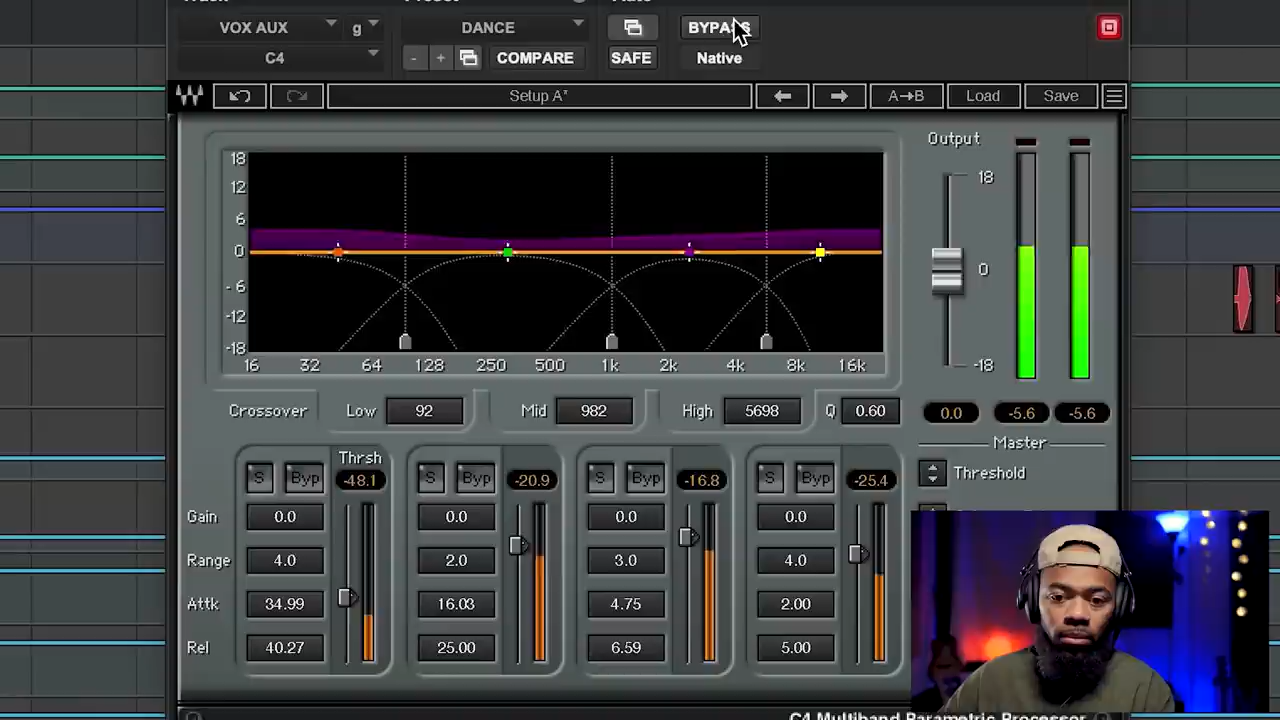 VOX AUX g DANCE BYPASS
C4 - + COMPARE SAFE Native
Setup A* A→B Load Save
Output
18
12
6
0
- 6
-12
-18
16 32 64 128 250 500 1k 2k 4k 8k 16k
18
0
-18
Crossover Low 92 Mid 982 High 5698 Q 0.60
0.0 -5.6 -5.6
Master
Threshold
Thrsh
S Byp -48.1 S Byp -20.9 S Byp -16.8 S Byp -25.4
Gain 0.0 0.0 0.0 0.0
Range 4.0 2.0 3.0 4.0
Attk 34.99 16.03 4.75 2.00
Rel 40.27 25.00 6.59 5.00
C4 Multiband Parametric Processor